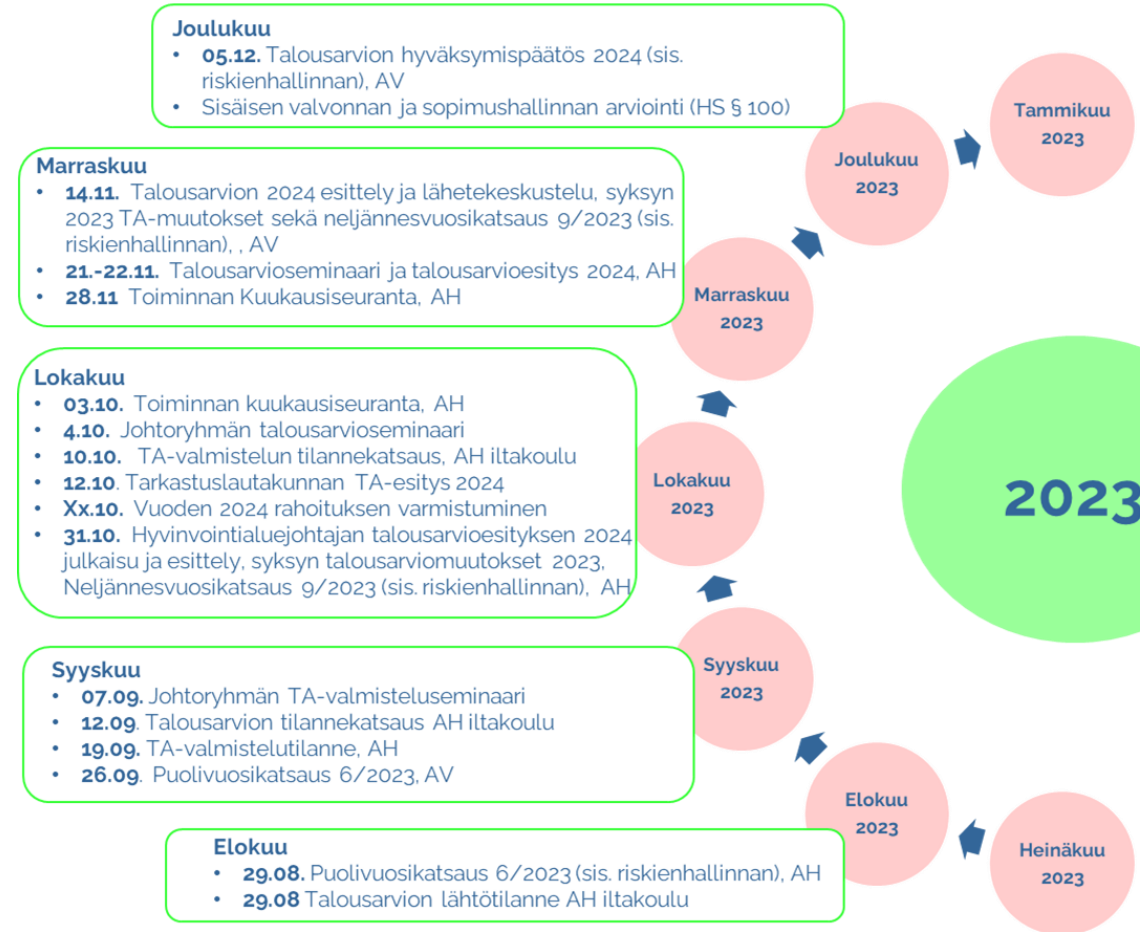 Joulukuu
• 05.12. Talousarvion hyväksymispäätös 2024 (sis.
riskienhallinnan), AV
• Sisäisen valvonnan ja sopimushallinnan arviointi (HS § 100)
Tammikuu
2023
Joulukuu
2023
Marraskuu
• 14.11. Talousarvion 2024 esittely ja lähetekeskustelu, syksyn
2023 TA-muutokset sekä neljännesvuosikatsaus 9/2023 (sis.
riskienhallinnan), , AV
• 21.-22.11. Talousarvioseminaari ja talousarvioesitys 2024, AH
• 28.11 Toiminnan Kuukausiseuranta, AH
Marraskuu
2023
Lokakuu
• 03.10. Toiminnan kuukausiseuranta, AH
• 4.10. Johtoryhmän talousarvioseminaari
• 10.10. TA-valmistelun tilannekatsaus, AH iltakoulu
• 12.10. Tarkastuslautakunnan TA-esitys 2024
• Xx.10. Vuoden 2024 rahoituksen varmistuminen
• 31.10. Hyvinvointialuejohtajan talousarvioesityksen 2024
julkaisu ja esittely, syksyn talousarviomuutokset 2023,
Neljännesvuosikatsaus 9/2023 (sis. riskienhallinnan), AH
Lokakuu
2023
2023
Syyskuu
• 07.09. Johtoryhmän TA-valmisteluseminaari
• 12.09. Talousarvion tilannekatsaus AH iltakoulu
• 19.09. TA-valmistelutilanne, AH
• 26.09. Puolivuosikatsaus 6/2023, AV
Syyskuu
2023
Elokuu
2023
Elokuu
• 29.08. Puolivuosikatsaus 6/2023 (sis. riskienhallinnan), AH
• 29.08 Talousarvion lähtötilanne AH iltakoulu
Heinäkuu
2023